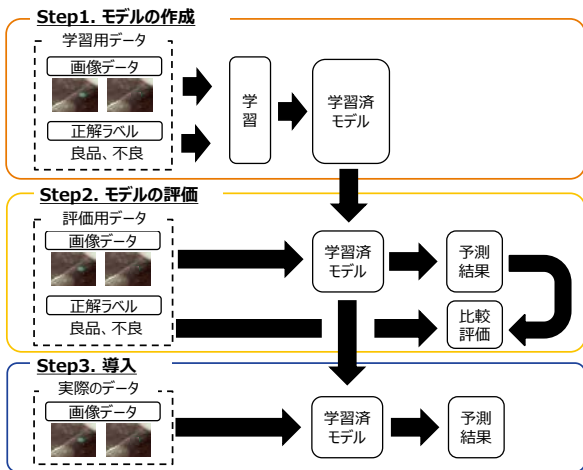 Step1. モデルの作成
学習用データ
画像データ
正解ラベル
良品、不良
学
習
学習済
モデル
Step2. モデルの評価
評価用データ
画像データ
正解ラベル
良品、不良
学習済
モデル
予測
結果
比較
評価
Step3. 導入
実際のデータ
画像データ
学習済
モデル
予測
結果